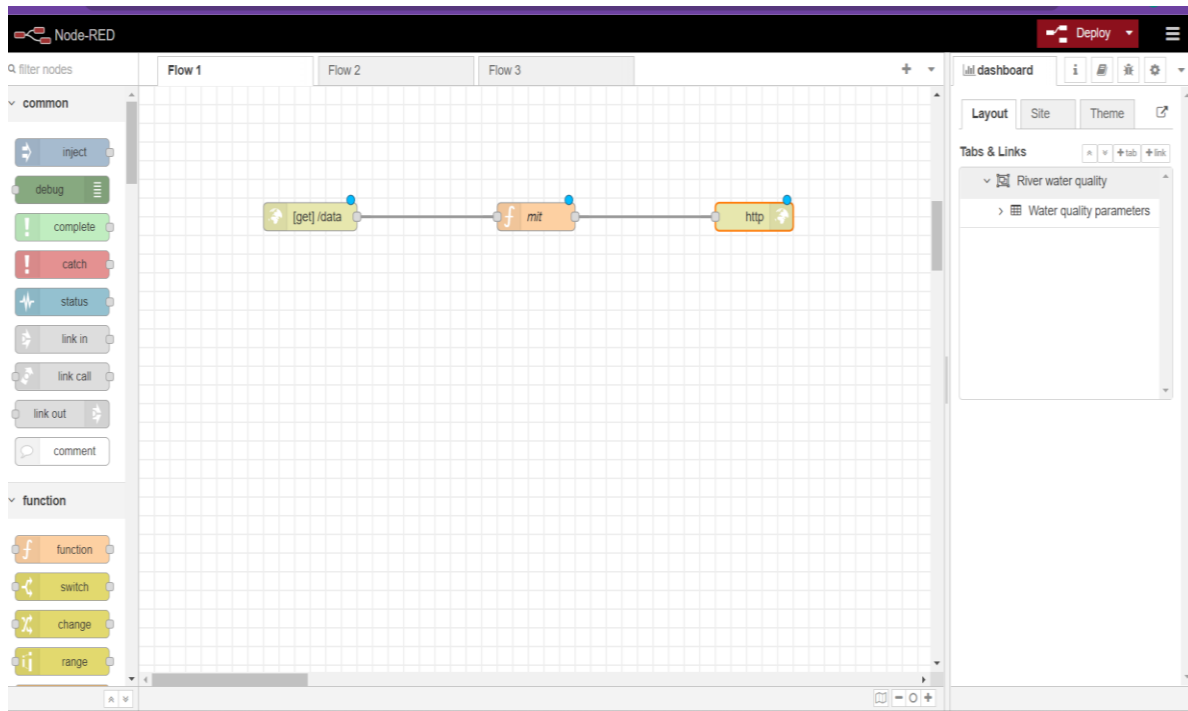 Node-RED
Deploy
filter nodes
Flow 1
Flow 2
Flow 3
dashboard
i
common
Layout
Site
Theme
inject
Tabs & Links
+tab
+link
debug
River water quality
[get] /data
f
mit
http
Water quality parameters
complete
catch
status
link in
link call
link out
comment
function
f
function
switch
change
range